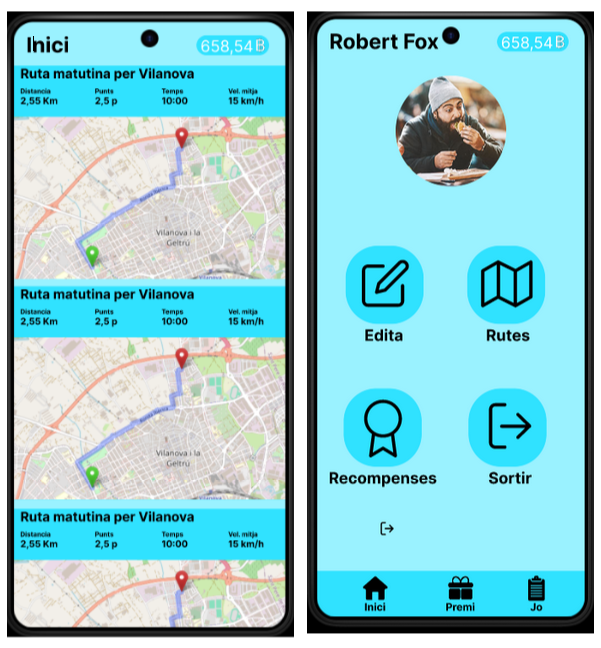 Inici
658,54B
Ruta matutina per Vilanova
Distancia Punts Temps Vel. mitja
2,55 Km 2,5 p 10:00 15 km/h
Vilanova i la
Geltrú
Ruta matutina per Vilanova
Distancia Punts Temps Vel. mitja
2,55 Km 2,5 p 10:00 15 km/h
Vilanova i la
Geltrú
Ruta matutina per Vilanova
Distancia Punts Temps Vel. mitja
2,55 Km 2,5 p 10:00 15 km/h
Robert Fox
658,54B
Edita Rutes
Recompenses Sortir
Inici Premi Jo